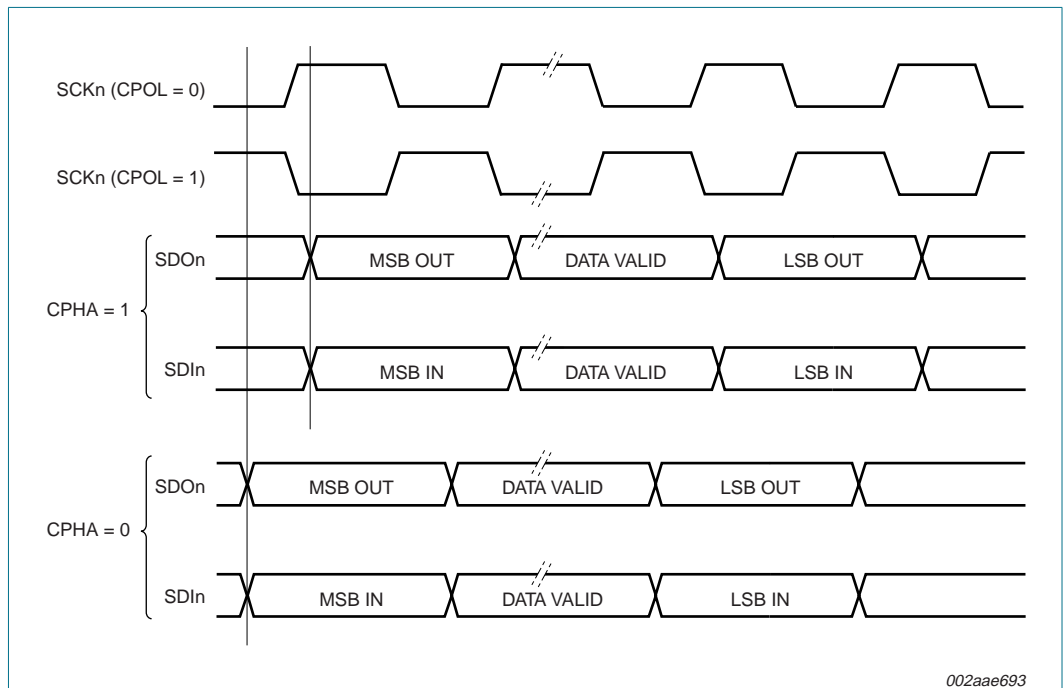 SCKn (CPOL = 0)
SCKn (CPOL = 1)
SDOn
MSB OUT
DATA VALID
LSB OUT
CPHA = 1
SDIn
MSB IN
DATA VALID
LSB IN
SDOn
MSB OUT
DATA VALID
LSB OUT
CPHA = 0
SDIn
MSB IN
DATA VALID
LSB IN
002aae693